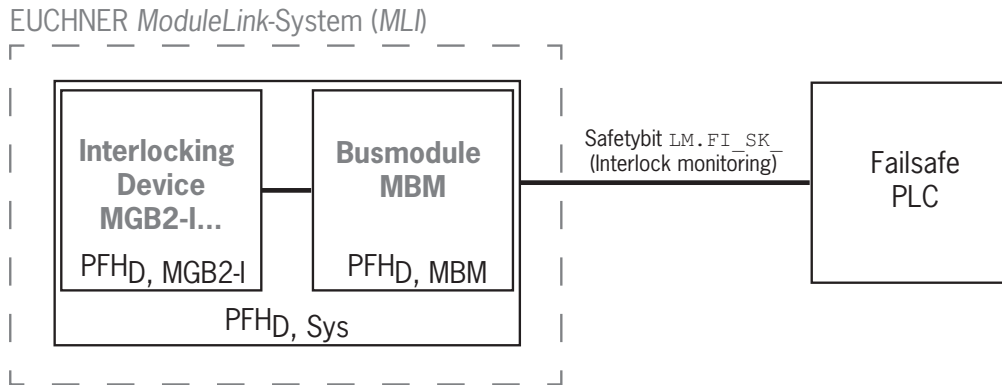 EUCHNER ModuleLink-System (MLI)
Interlocking
Device
MGB2-I...
PFHD, MGB2-I
Busmodule
MBM
PFHD, MBM
PFHD, Sys
Safetybit LM.FI_SK_
(Interlock monitoring)
Failsafe
PLC